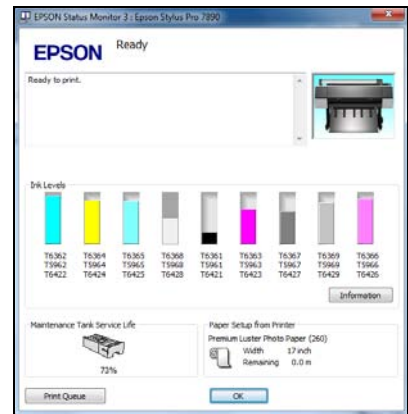 EPSON Status Monitor 3 : Epson Stylus Pro 7890
EPSON
Ready
Ready to print.
Ink Levels
T6362 T6364 T6365 T6368 T6361 T6363 T6367 T6369 T6366
T5962 T5964 T5965 T5968 T5961 T5963 T5967 T5969 T5966
T6422 T6424 T6425 T6428 T6421 T6423 T6427 T6429 T6426
Information
Maintenance Tank Service Life
73%
Paper Setup from Printer
Premium Luster Photo Paper (260)
Width 17 inch
Remaining 0.0 m
Print Queue
OK